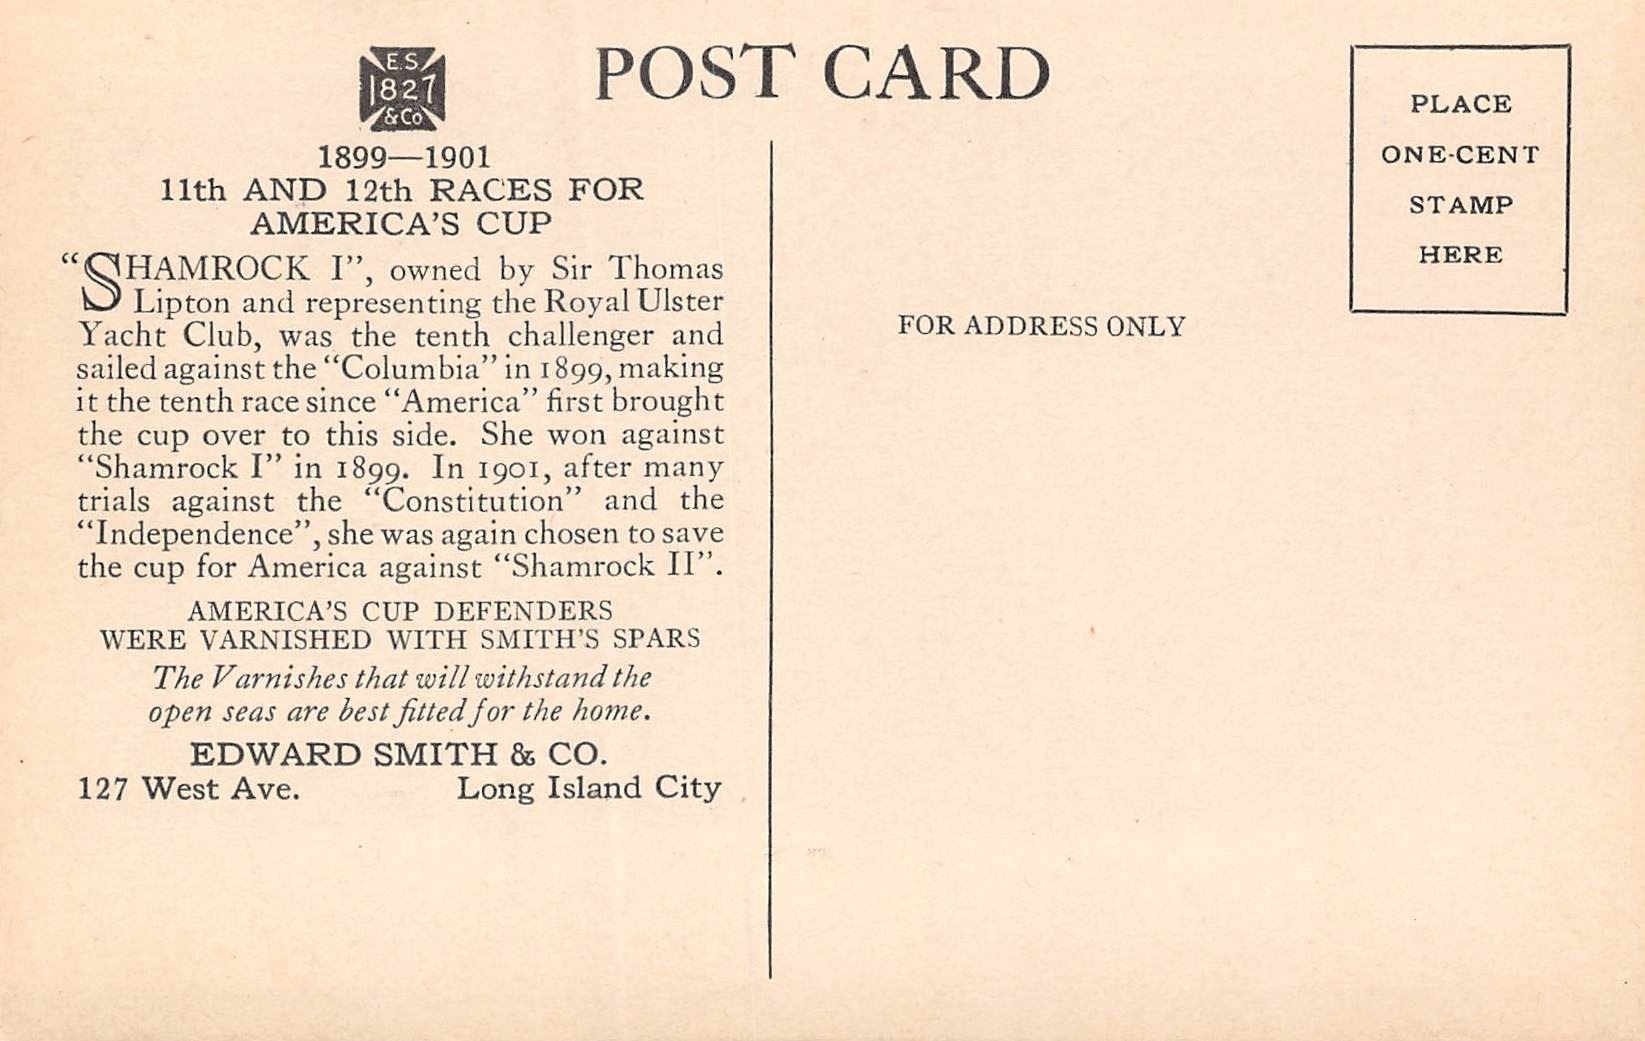 E.S.
1827
& Co
POST CARD
1899—1901
11th AND 12th RACES FOR
AMERICA'S CUP
"SHAMROCK I", owned by Sir Thomas
Lipton and representing the Royal Ulster
Yacht Club, was the tenth challenger and
sailed against the "Columbia" in 1899, making
it the tenth race since "America" first brought
the cup over to this side. She won against
"Shamrock I" in 1899. In 1901, after many
trials against the "Constitution" and the
"Independence", she was again chosen to save
the cup for America against "Shamrock II".
AMERICA'S CUP DEFENDERS
WERE VARNISHED WITH SMITH'S SPARS
The Varnishes that will withstand the
open seas are best fitted for the home.
EDWARD SMITH & CO.
127 West Ave. Long Island City
PLACE
ONE-CENT
STAMP
HERE
FOR ADDRESS ONLY